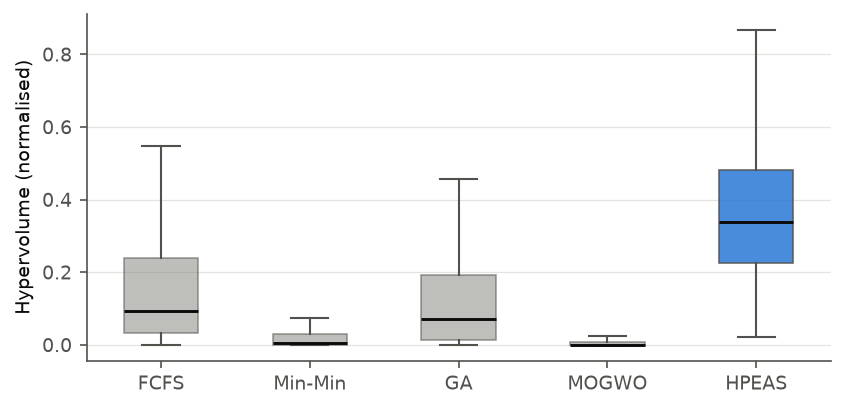 Hypervolume (normalised)
0.8
0.6
0.4
0.2
0.0
FCFS Min-Min GA MOGWO HPEAS